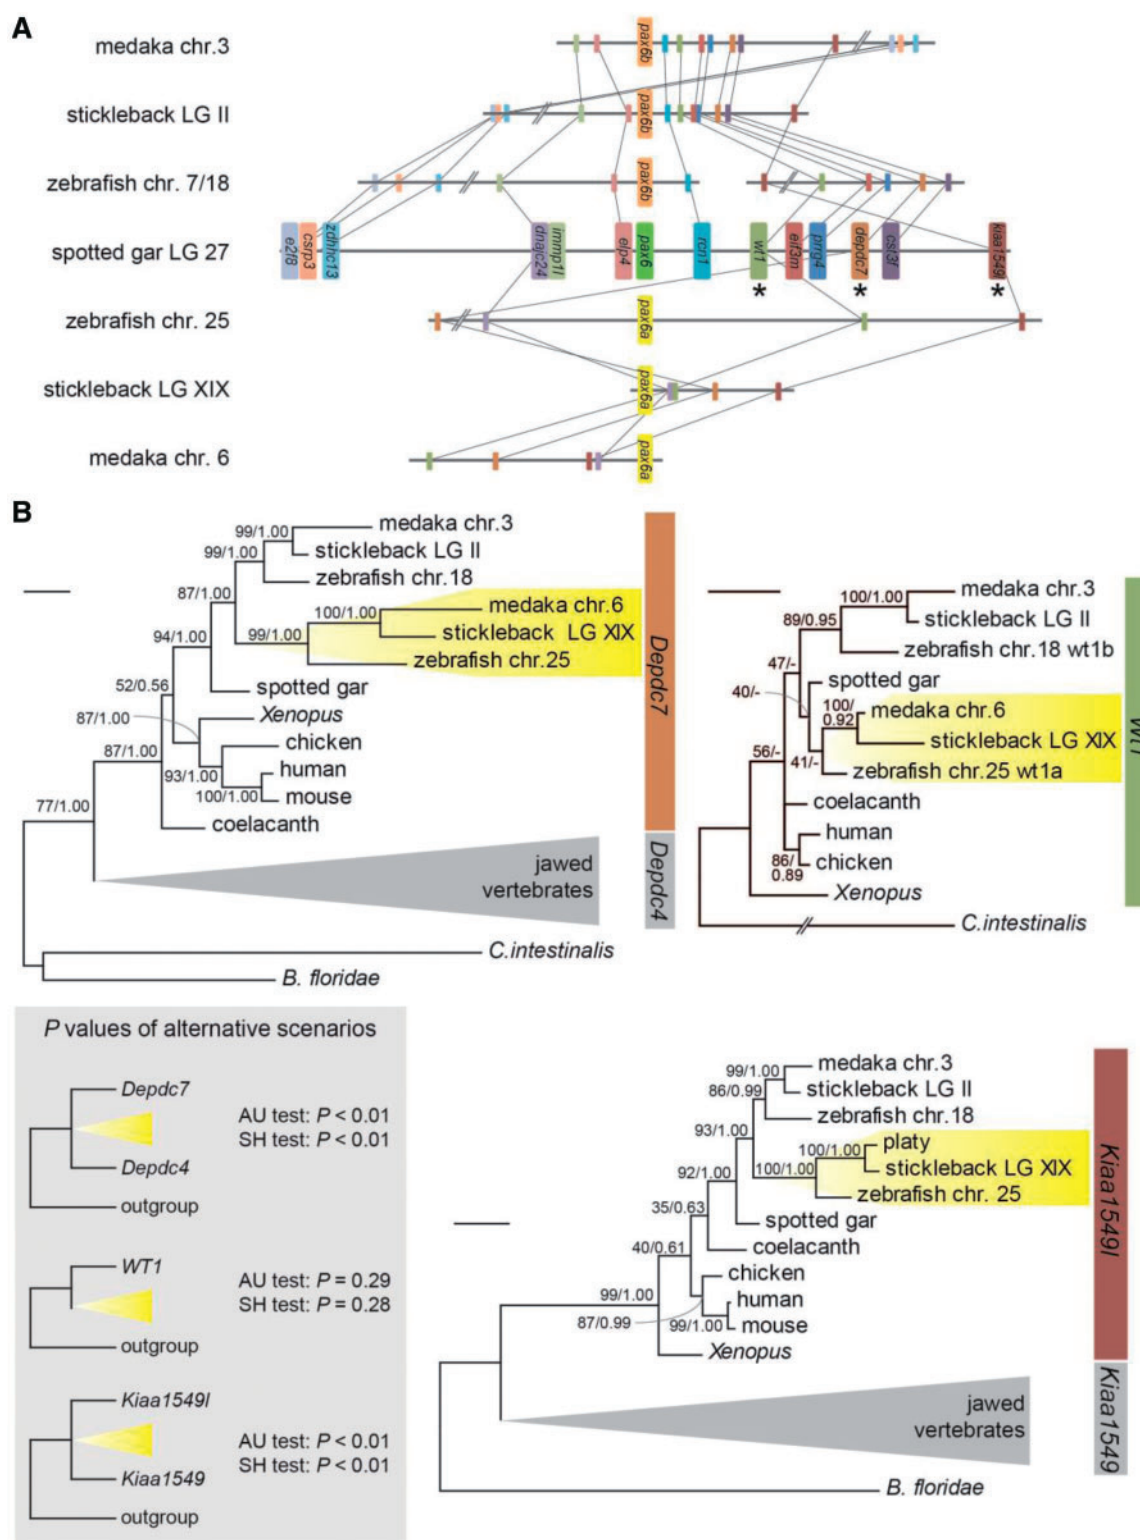 A
medaka chr.3
pax6b
stickleback LG II
pax6b
zebrafish chr. 7/18
pax6b
spotted gar LG 27
e2f8
csrp3
zdhhc13
dnajc24
immp1l
elp4
pax6
rcn1
wt1
eif3m
prrg4
depdc7
csl3f
kiaa1549l
* * *
zebrafish chr. 25
pax6a
stickleback LG XIX
pax6a
medaka chr. 6
pax6a
B
99/1.00
medaka chr.3
99/1.00
stickleback LG II
zebrafish chr.18
87/1.00
100/1.00
medaka chr.6
stickleback LG XIX
99/1.00
zebrafish chr.25
94/1.00
spotted gar
52/0.56
Xenopus
87/1.00
chicken
87/1.00
human
93/1.00
mouse
100/1.00
coelacanth
77/1.00
jawed
vertebrates
C.intestinalis
B. floridae
Depdc7
Depdc4
medaka chr.3
100/1.00
stickleback LG II
89/0.95
zebrafish chr.18 wt1b
47/-
spotted gar
40/-
100/
0.92
medaka chr.6
stickleback LG XIX
41/-
zebrafish chr.25 wt1a
56/-
coelacanth
human
86/
0.89
chicken
Xenopus
C.intestinalis
WT1
P values of alternative scenarios
Depdc7
AU test: P < 0.01
SH test: P < 0.01
Depdc4
outgroup
WT1
AU test: P = 0.29
SH test: P = 0.28
outgroup
Kiaa1549l
AU test: P < 0.01
SH test: P < 0.01
Kiaa1549
outgroup
99/1.00
medaka chr.3
86/0.99
stickleback LG II
zebrafish chr.18
93/1.00
100/1.00
platy
stickleback LG XIX
100/1.00
zebrafish chr. 25
92/1.00
spotted gar
35/0.63
coelacanth
40/0.61
chicken
99/1.00
human
87/0.99
99/1.00
mouse
Xenopus
jawed
vertebrates
B. floridae
Kiaa1549l
Kiaa1549